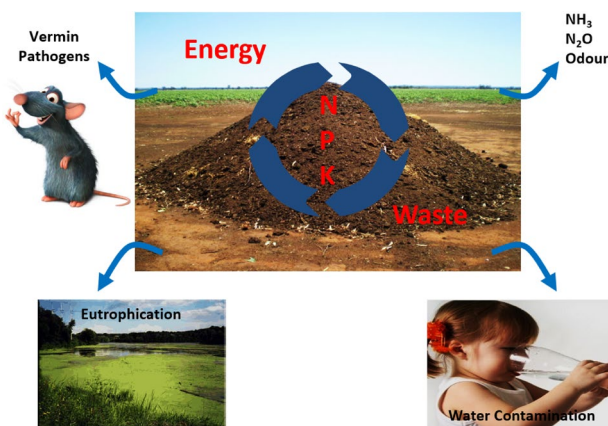 Vermin
Pathogens
Energy
NH₃
N₂O
Odour
N
P
K
Waste
Eutrophication
Water Contamination